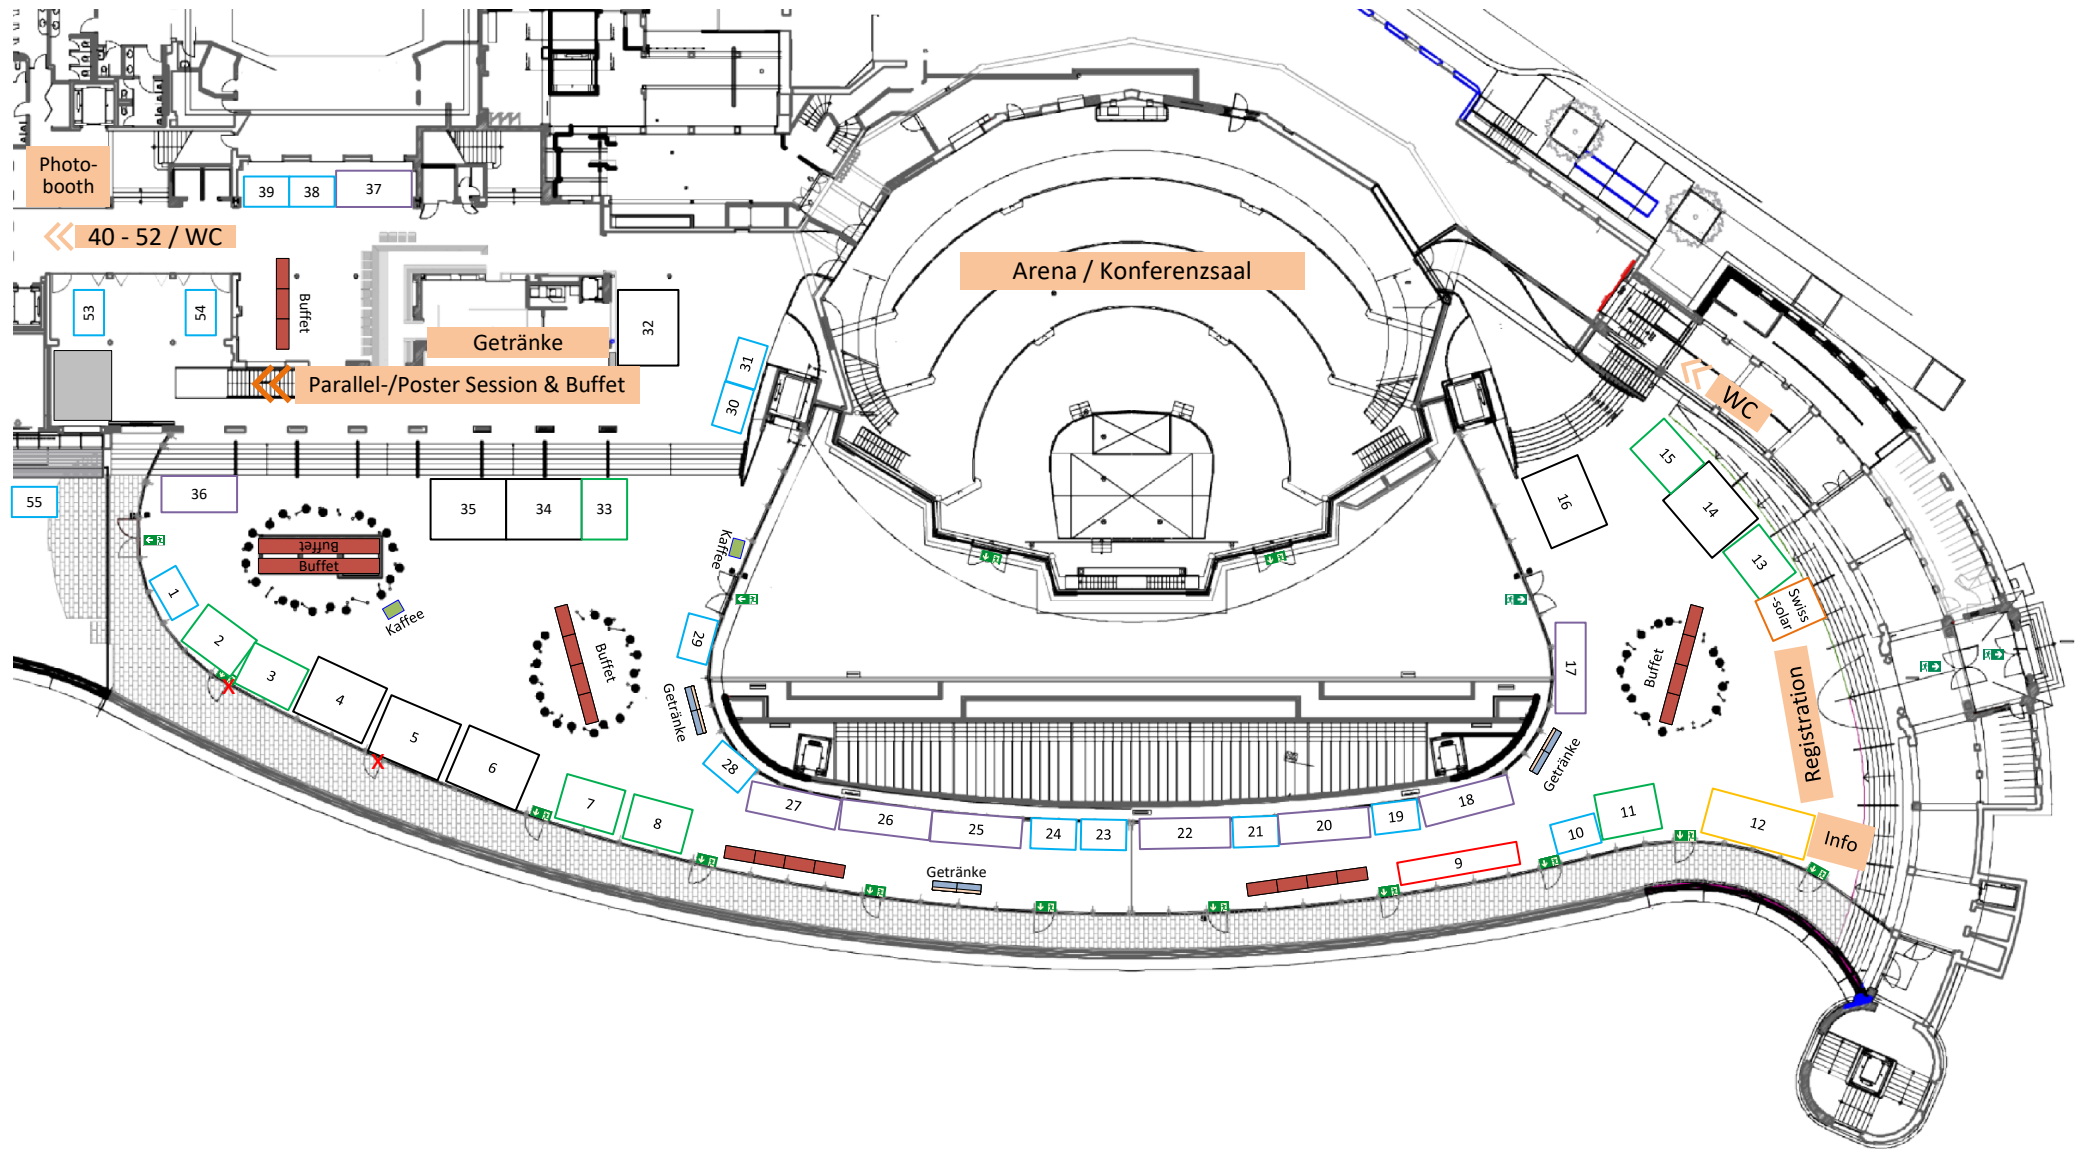 Photo-
booth
39
38
37
40 - 52 / WC
53
54
Buffet
Getränke
32
Parallel-/Poster Session & Buffet
31
30
Arena / Konferenzsaal
WC
55
36
35
34
33
Buffet
Buffet
Kaffee
Kaffee
1
2
3
4
5
6
7
8
Buffet
29
Getränke
28
27
26
25
24
23
22
21
20
19
18
17
Getränke
Getränke
9
10
11
12
Info
Registration
Buffet
Swiss
-solar
13
14
15
16